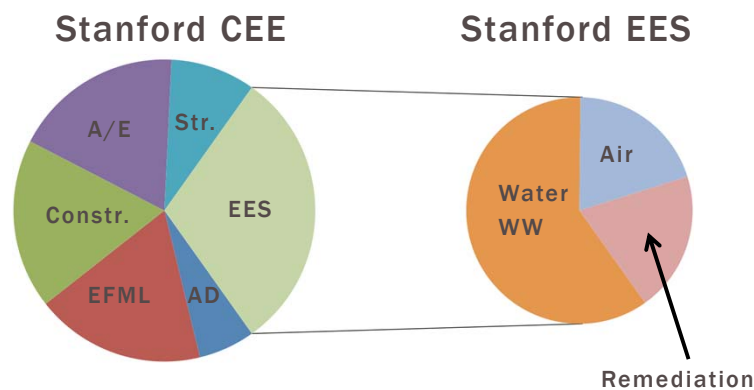 Stanford CEE
Stanford EES
A/E
Str.
EES
Constr.
EFML
AD
Air
Water
WW
Remediation